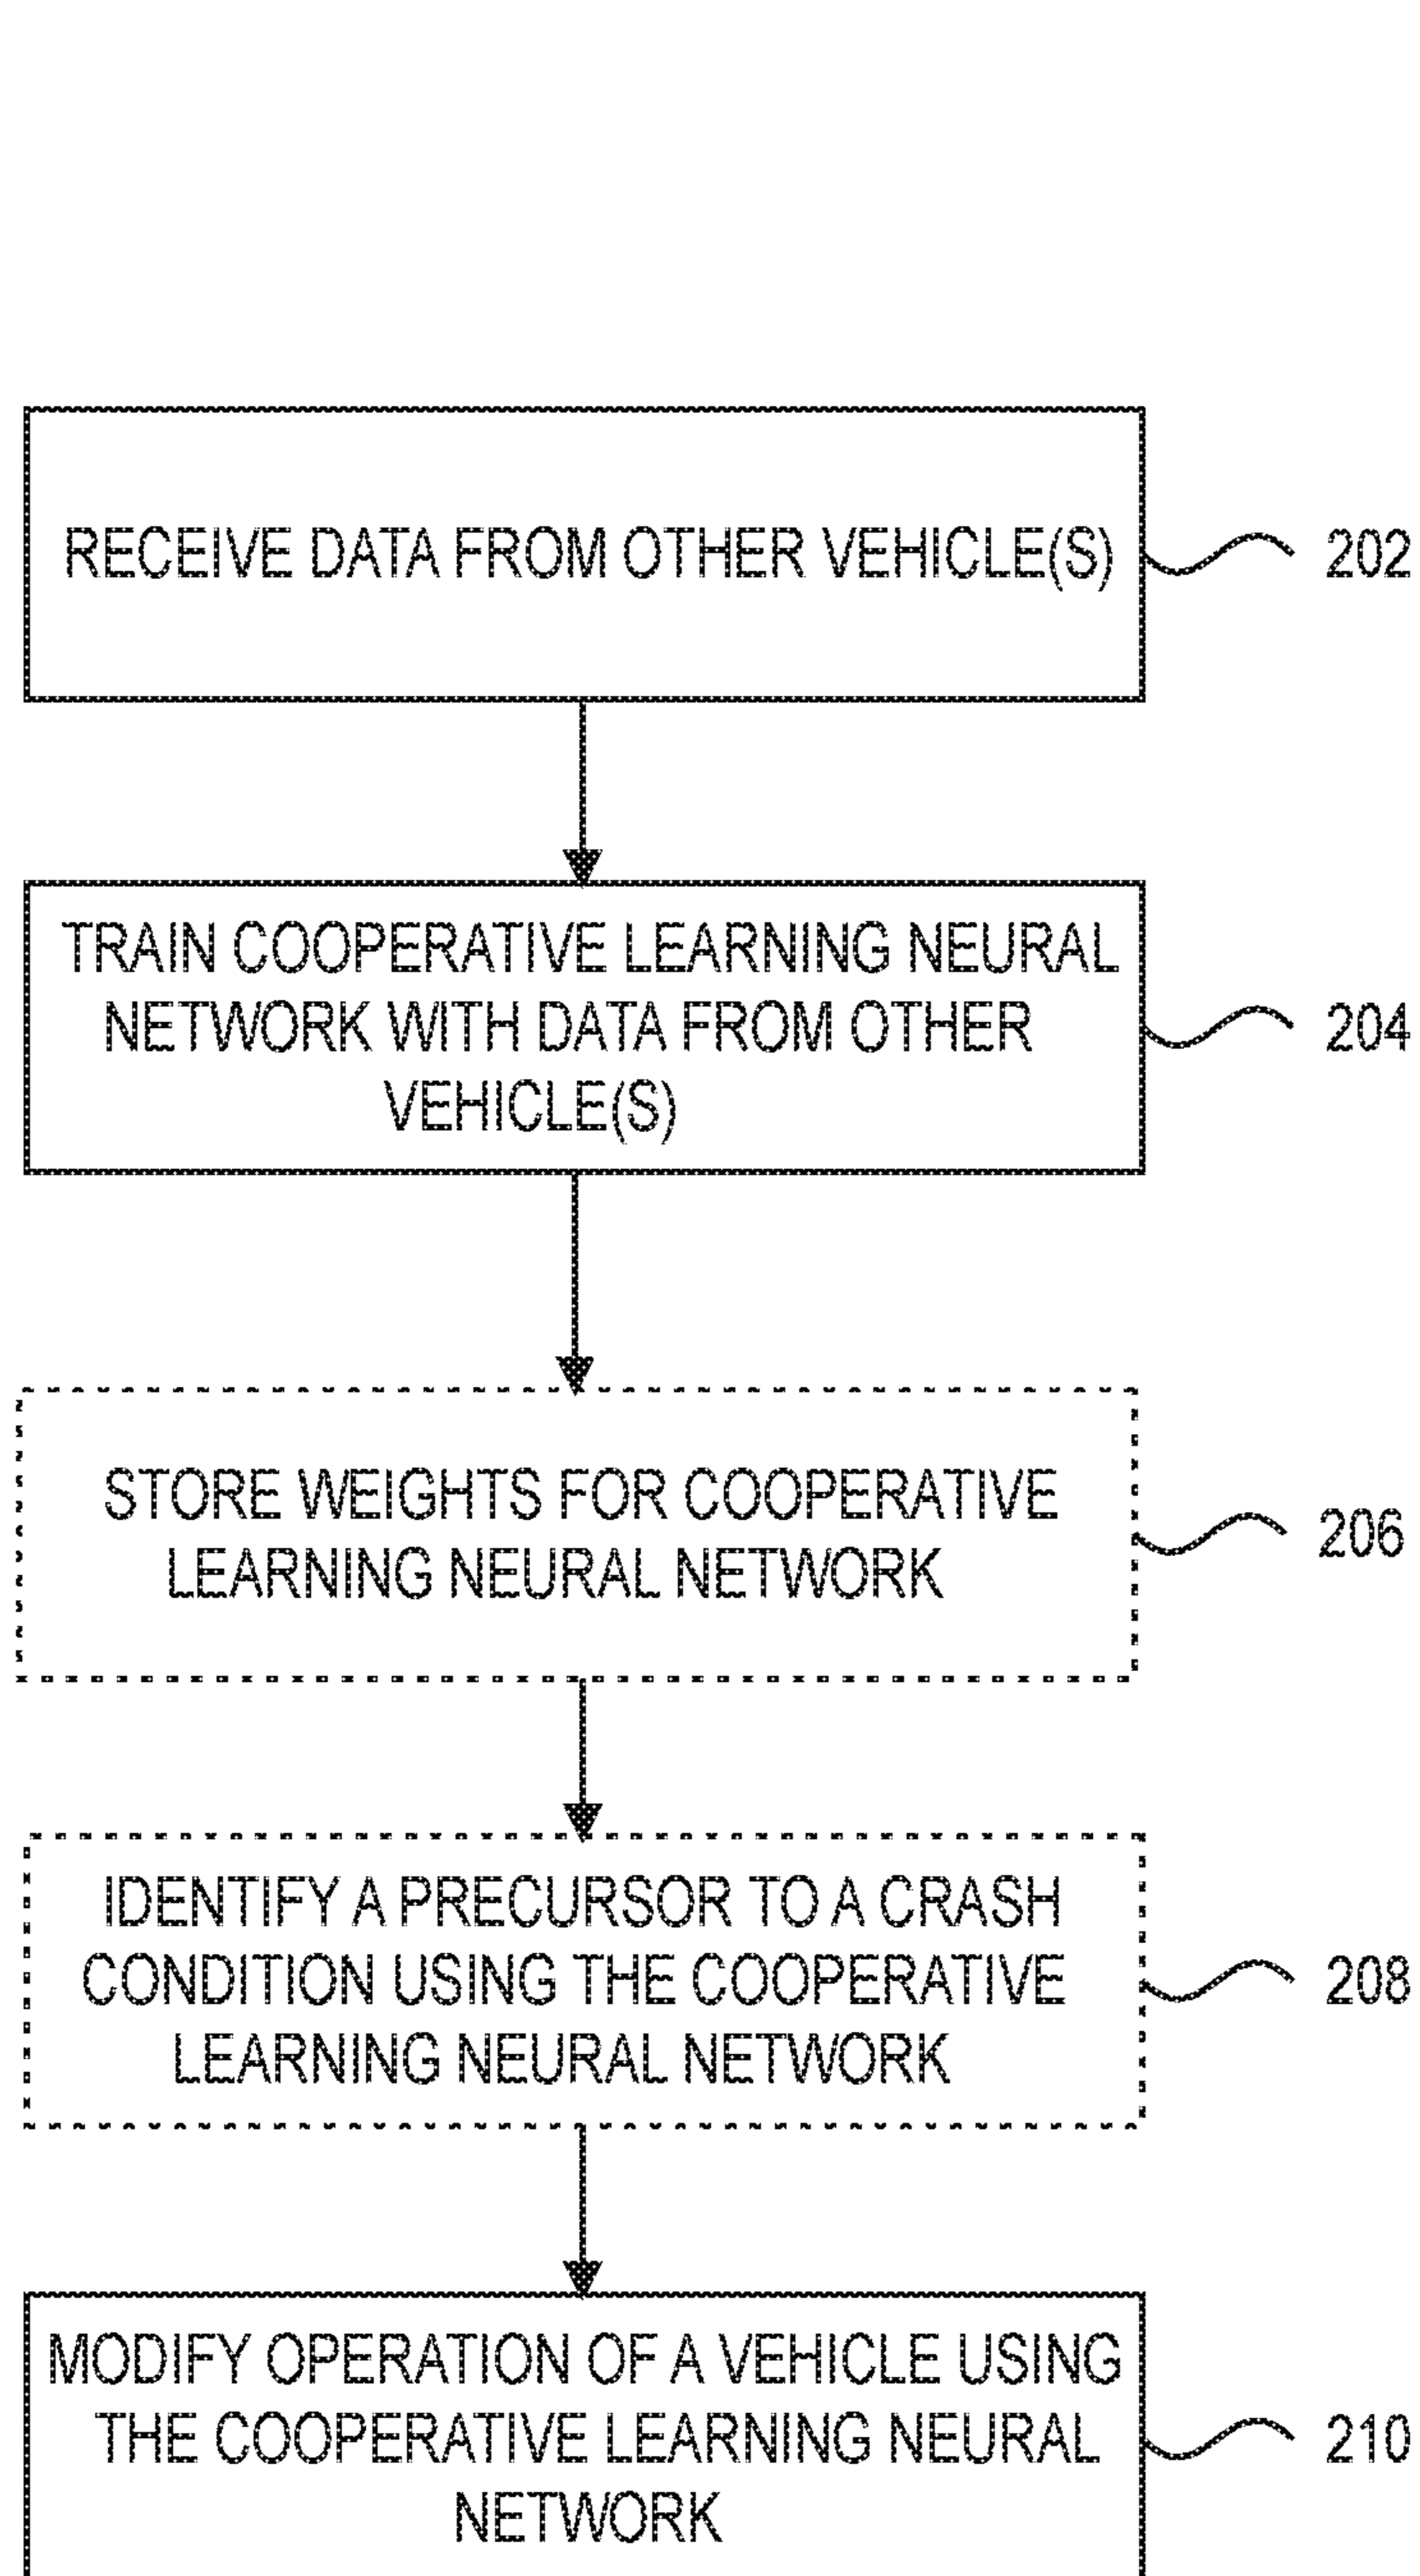 RECEIVE DATA FROM OTHER VEHICLE(S)
202
TRAIN COOPERATIVE LEARNING NEURAL
NETWORK WITH DATA FROM OTHER
VEHICLE(S)
204
STORE WEIGHTS FOR COOPERATIVE
LEARNING NEURAL NETWORK
206
IDENTIFY A PRECURSOR TO A CRASH
CONDITION USING THE COOPERATIVE
LEARNING NEURAL NETWORK
208
MODIFY OPERATION OF A VEHICLE USING
THE COOPERATIVE LEARNING NEURAL
NETWORK
210